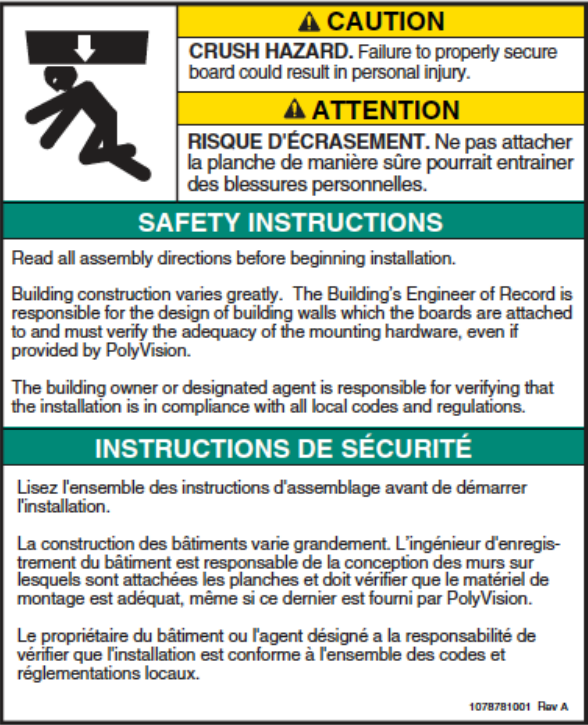 CAUTION
CRUSH HAZARD. Failure to properly secure
board could result in personal injury.
ATTENTION
RISQUE D'ÉCRASEMENT. Ne pas attacher
la planche de manière sûre pourrait entrainer
des blessures personnelles.
SAFETY INSTRUCTIONS
Read all assembly directions before beginning installation.
Building construction varies greatly.  The Building's Engineer of Record is
responsible for the design of building walls which the boards are attached
to and must verify the adequacy of the mounting hardware, even if
provided by PolyVision.
The building owner or designated agent is responsible for verifying that
the installation is in compliance with all local codes and regulations.
INSTRUCTIONS DE SÉCURITÉ
Lisez l'ensemble des instructions d'assemblage avant de démarrer
l'installation.
La construction des bâtiments varie grandement. L'ingénieur d'enregis-
trement du bâtiment est responsable de la conception des murs sur
lesquels sont attachées les planches et doit vérifier que le matériel de
montage est adéquat, même si ce dernier est fourni par PolyVision.
Le propriétaire du bâtiment ou l'agent désigné a la responsabilité de
vérifier que l'installation est conforme à l'ensemble des codes et
réglementations locaux.
1078781001 Rev A